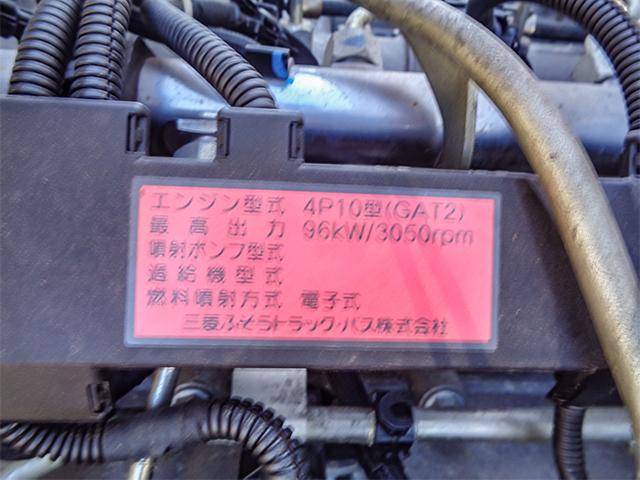 エンジン型式 4P10型(GAT2)
最高出力 96kW/3050rpm
噴射ポンプ型式
過給機型式
燃料噴射方式 電子式
三菱ふそうトラック・バス株式会社